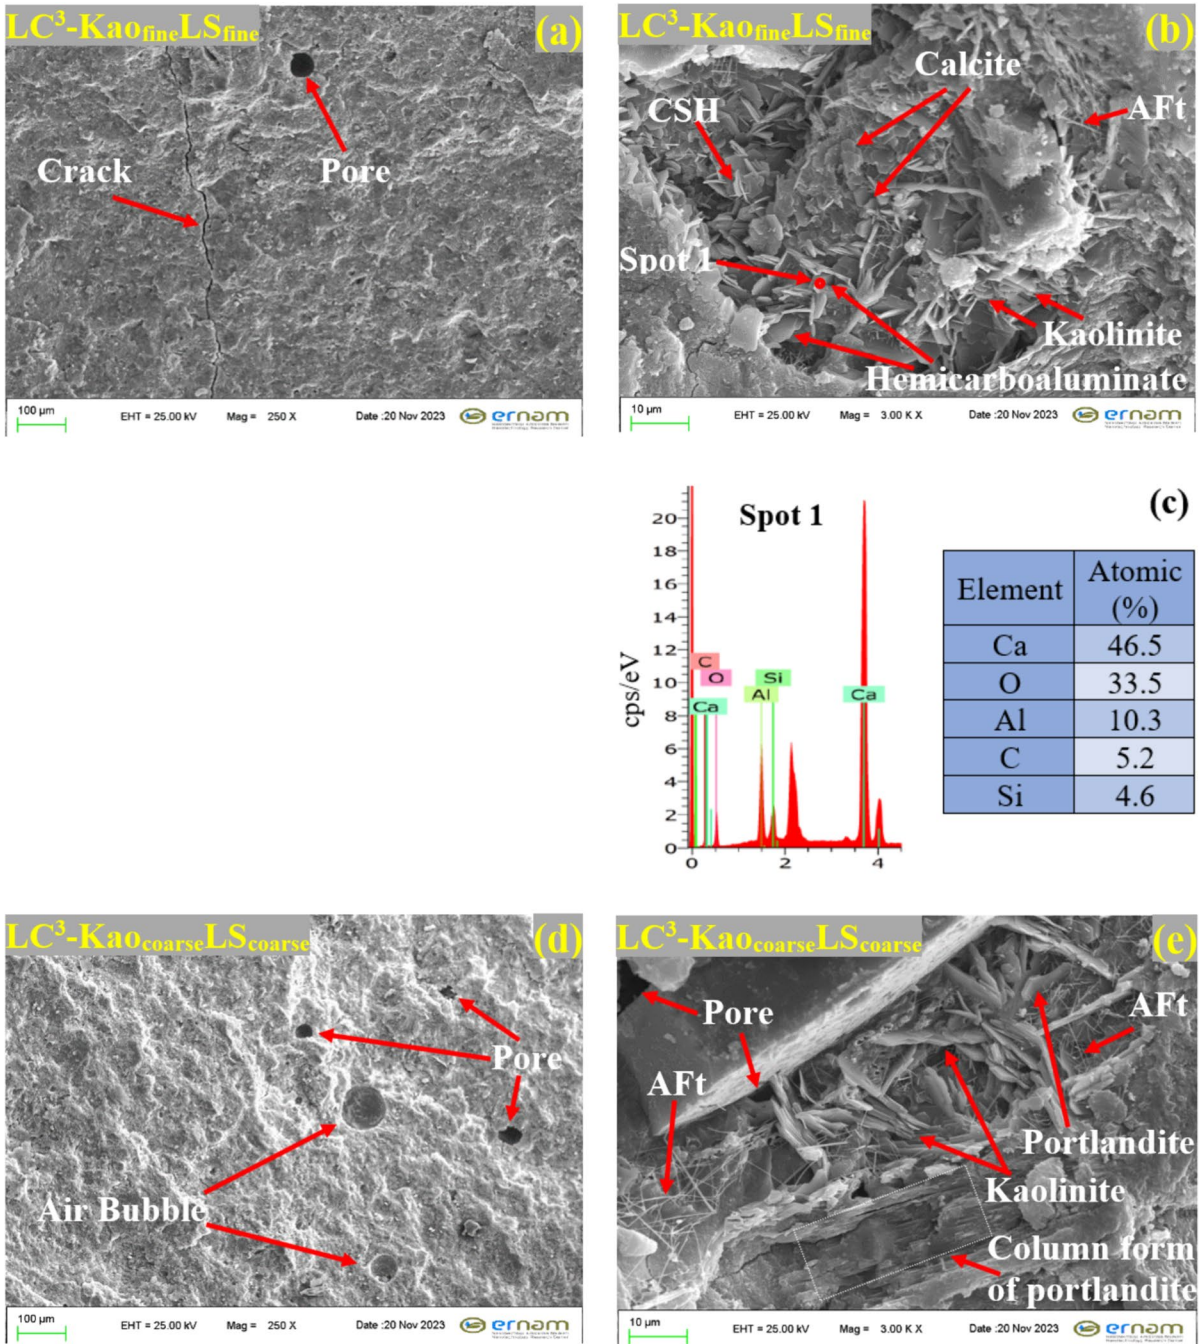 LC³-Kao_fineLS_fine
(a)
Pore
Crack
100 µm
EHT = 25.00 kV
Mag = 250 X
Date :20 Nov 2023
ernam
LC³-Kao_fineLS_fine
(b)
Calcite
CSH
AFt
Spot 1
Kaolinite
Hemicarboaluminate
10 µm
EHT = 25.00 kV
Mag = 3.00 K X
Date :20 Nov 2023
ernam
(c)
Spot 1
cps/eV
20
18
16
14
12
10
8
6
4
2
0
C
O
Ca
Al
Si
Ca
0 2 4
Element Atomic (%)
Ca 46.5
O 33.5
Al 10.3
C 5.2
Si 4.6
LC³-Kao_coarseLS_coarse
(d)
Pore
Air Bubble
100 µm
EHT = 25.00 kV
Mag = 250 X
Date :20 Nov 2023
ernam
LC³-Kao_coarseLS_coarse
(e)
Pore
AFt
AFt
Portlandite
Kaolinite
Column form
of portlandite
10 µm
EHT = 25.00 kV
Mag = 3.00 K X
Date :20 Nov 2023
ernam